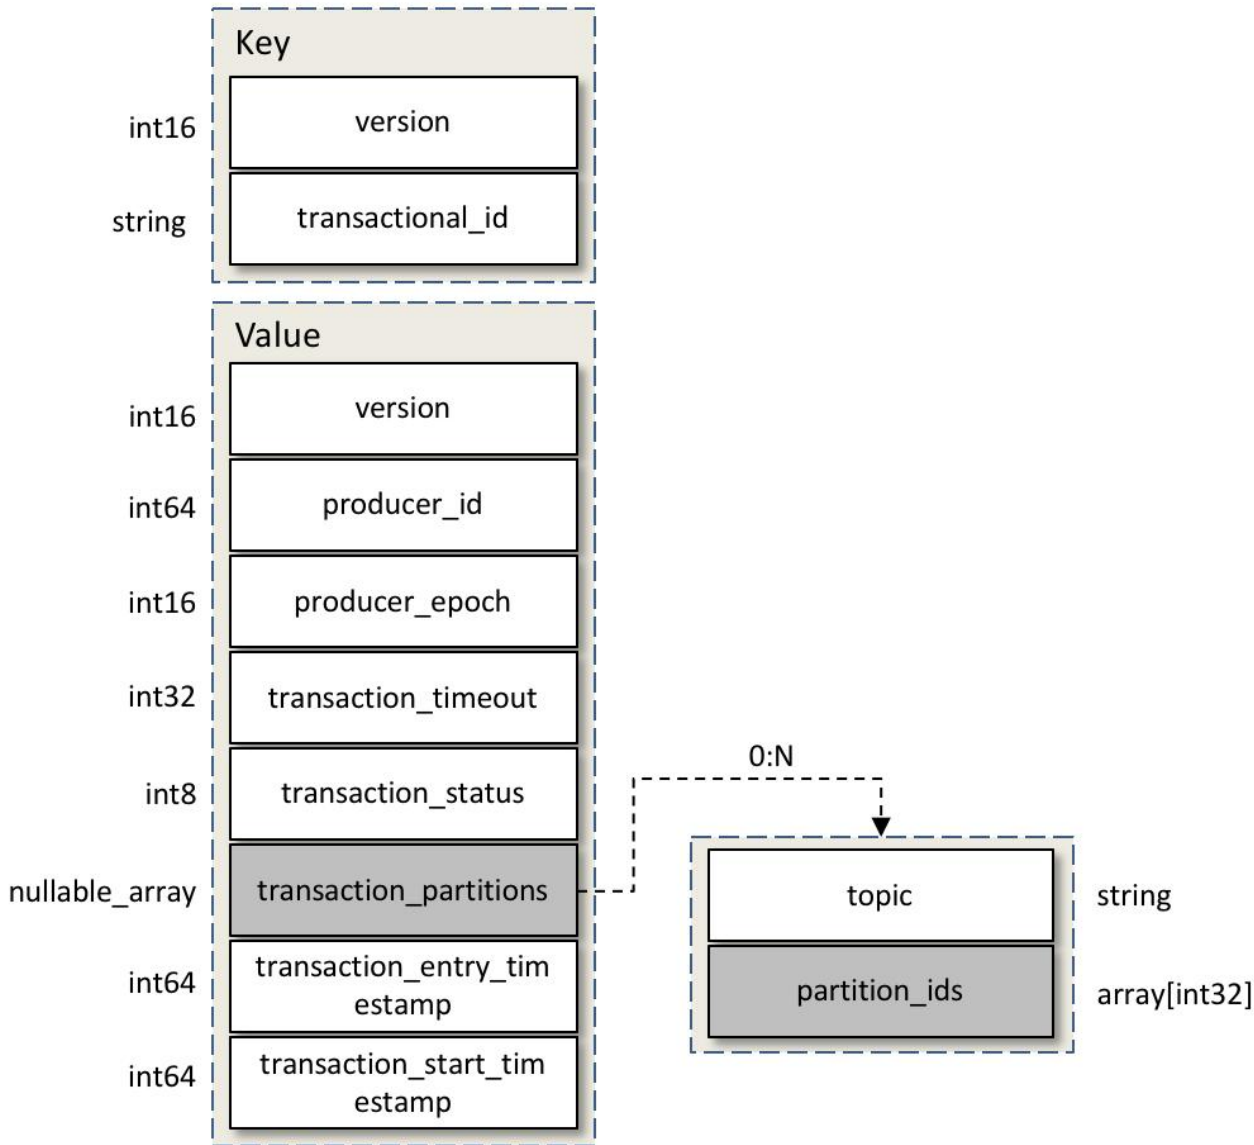 Key
int16
version
string
transactional_id
Value
int16
version
int64
producer_id
int16
producer_epoch
int32
transaction_timeout
int8
transaction_status
nullable_array
transaction_partitions
0:N
topic
string
partition_ids
array[int32]
int64
transaction_entry_tim
estamp
int64
transaction_start_tim
estamp